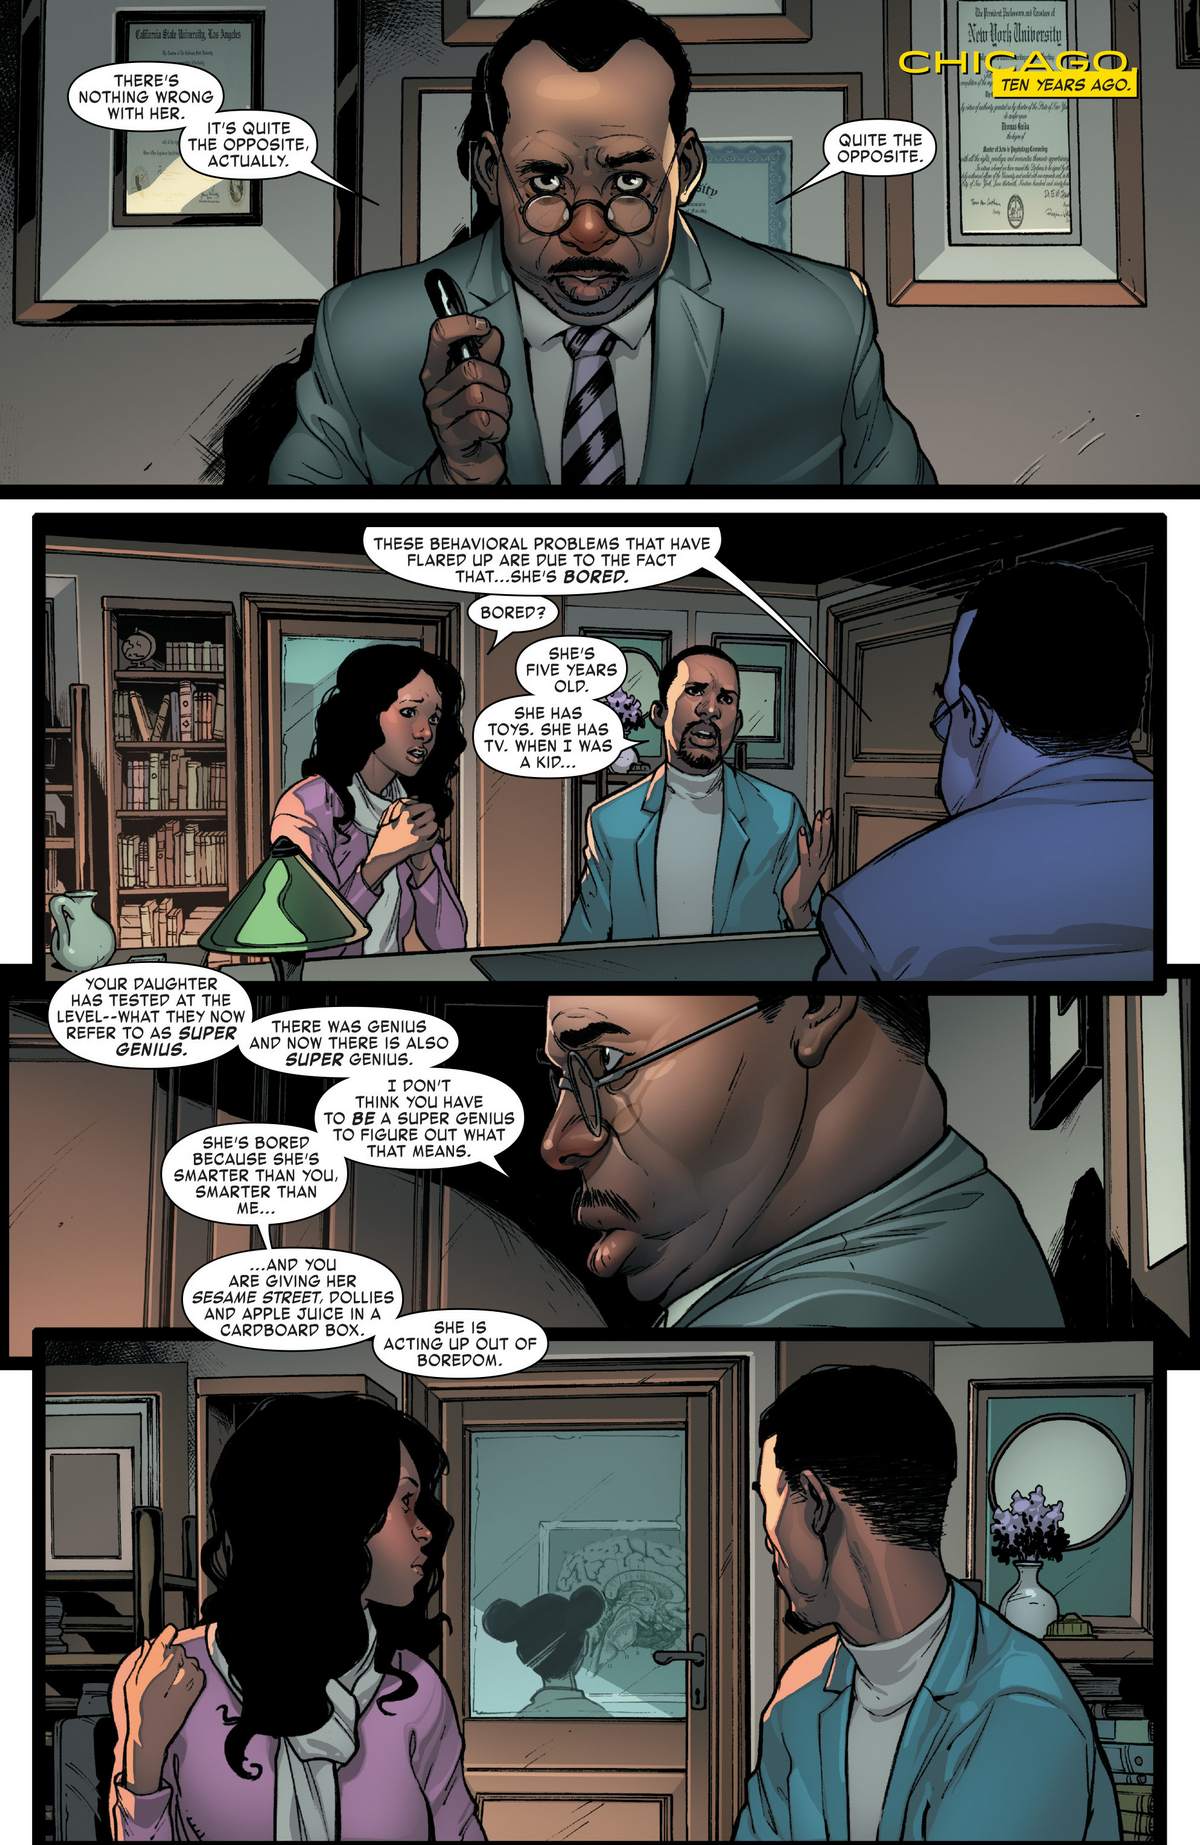 California State University, Los Angeles
New York University
CHICAGO.
TEN YEARS AGO.
THERE'S
NOTHING WRONG
WITH HER.
IT'S QUITE
THE OPPOSITE,
ACTUALLY.
QUITE THE
OPPOSITE.
THESE BEHAVIORAL PROBLEMS THAT HAVE
FLARED UP ARE DUE TO THE FACT
THAT...SHE'S BORED.
BORED?
SHE'S
FIVE YEARS
OLD.
SHE HAS
TOYS. SHE HAS
TV. WHEN I WAS
A KID...
YOUR DAUGHTER
HAS TESTED AT THE
LEVEL--WHAT THEY NOW
REFER TO AS SUPER
GENIUS.
THERE WAS GENIUS
AND NOW THERE IS ALSO
SUPER GENIUS.
I DON'T
THINK YOU HAVE
TO BE A SUPER GENIUS
TO FIGURE OUT WHAT
THAT MEANS.
SHE'S BORED
BECAUSE SHE'S
SMARTER THAN YOU,
SMARTER THAN
ME...
...AND YOU
ARE GIVING HER
SESAME STREET, DOLLIES
AND APPLE JUICE IN A
CARDBOARD BOX.
SHE IS
ACTING UP OUT OF
BOREDOM.